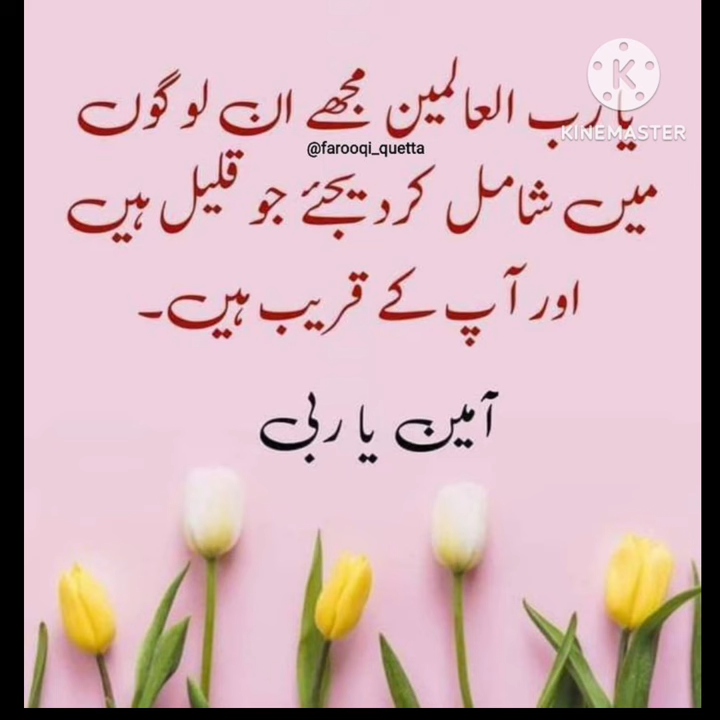 یا رب العالمین مجھے ان لوگوں
KINEMASTER
@farooqi_quetta
میں شامل کردیجئے جو قلیل ہیں
اور آپ کے قریب ہیں۔
آمین یا ربی